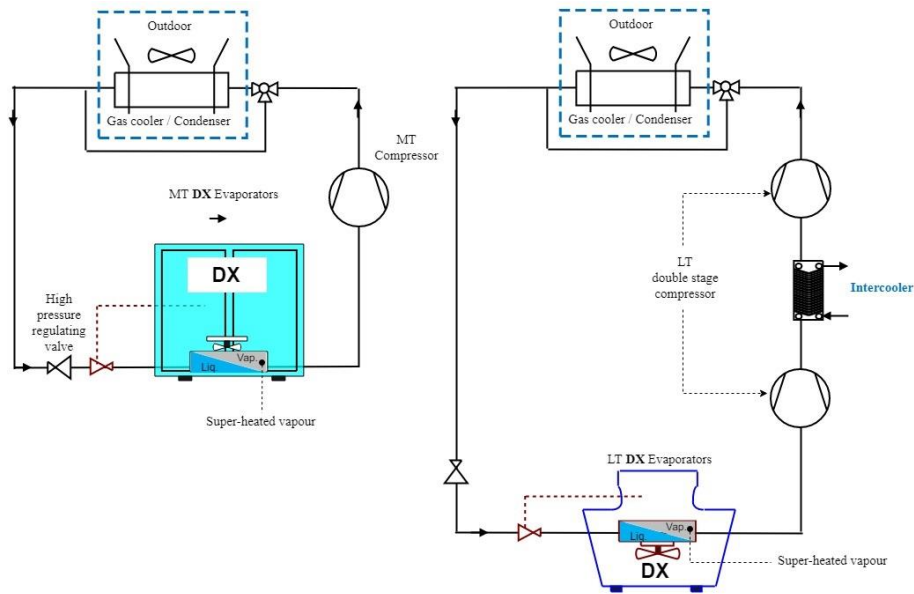 Outdoor
Gas cooler / Condenser
MT
Compressor
MT DX Evaporators
DX
High
pressure
regulating
valve
Vap.
Liq.
Super-heated vapour
Outdoor
Gas cooler / Condenser
LT
double stage
compressor
Intercooler
LT DX Evaporators
Vap.
Liq.
DX
Super-heated vapour